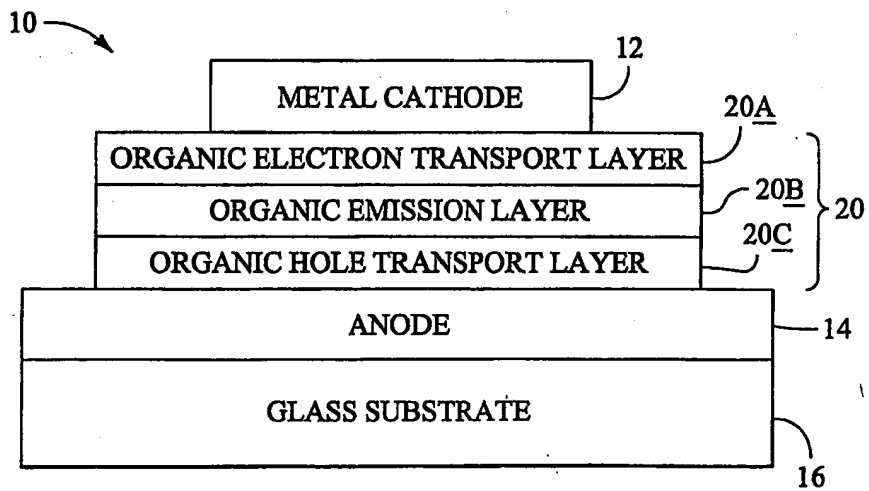 10
12
METAL CATHODE
20A
ORGANIC ELECTRON TRANSPORT LAYER
20B
ORGANIC EMISSION LAYER
20
20C
ORGANIC HOLE TRANSPORT LAYER
ANODE
14
GLASS SUBSTRATE
16